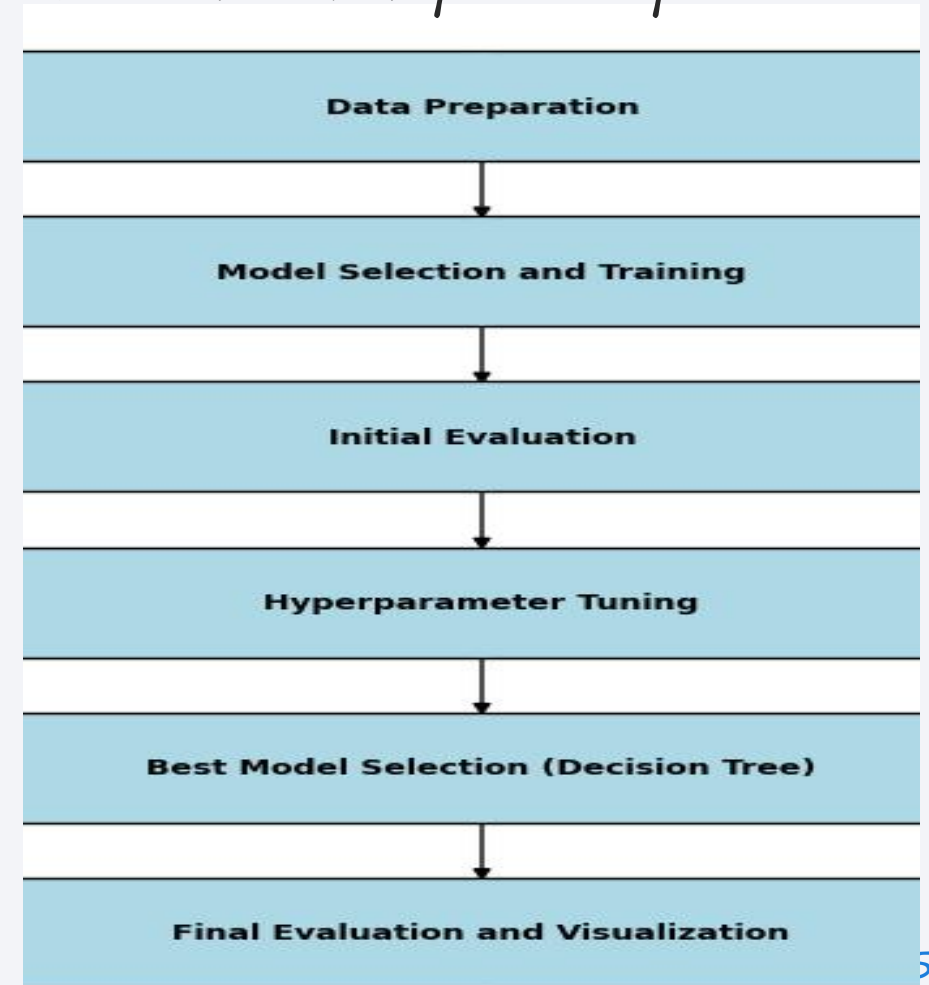 Data Preparation
Model Selection and Training
Initial Evaluation
Hyperparameter Tuning
Best Model Selection (Decision Tree)
Final Evaluation and Visualization